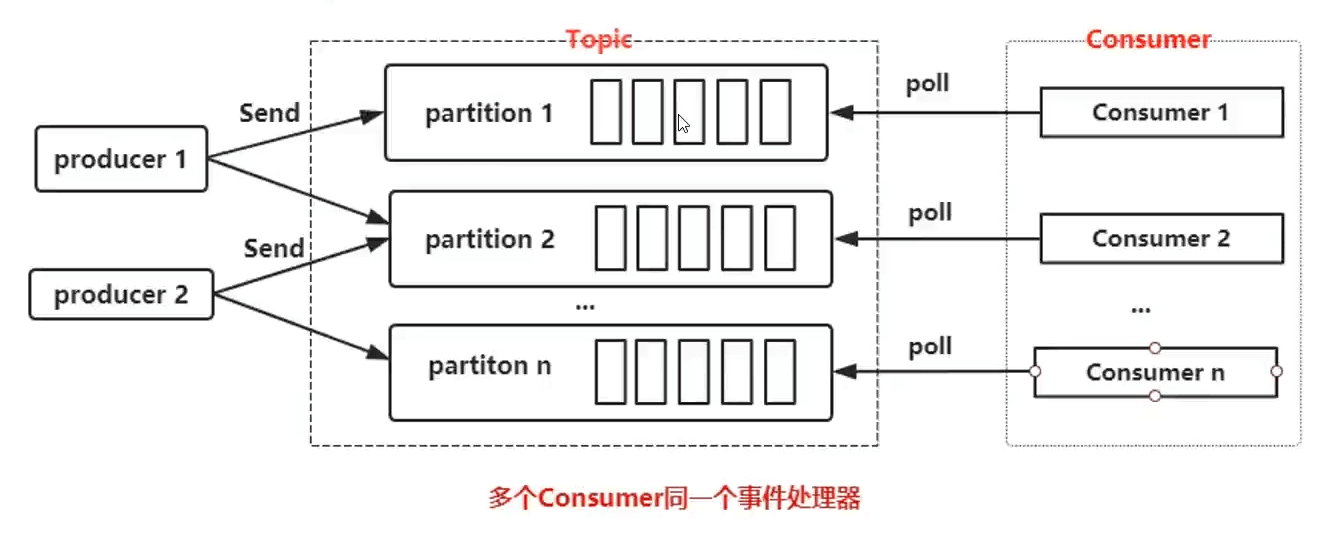 Topic
Consumer
Send
partition 1
poll
Consumer 1
producer 1
partition 2
poll
Consumer 2
Send
producer 2
...
...
partiton n
poll
Consumer n
多个Consumer同一个事件处理器